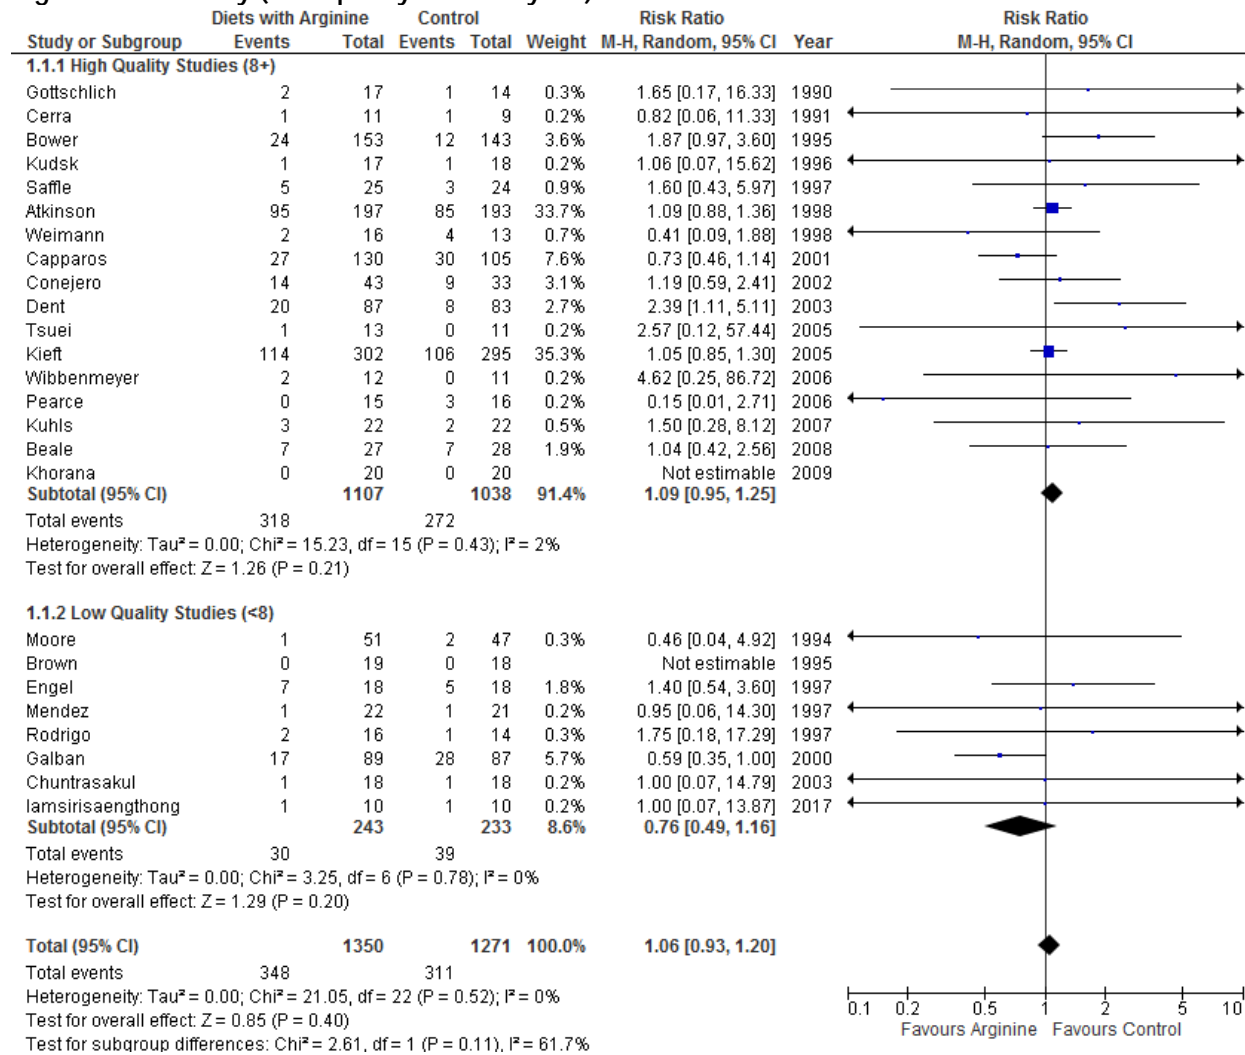 Diets with Arginine Control Risk Ratio Risk Ratio
Study or Subgroup Events Total Events Total Weight M-H, Random, 95% CI Year M-H, Random, 95% CI
1.1.1 High Quality Studies (8+)
Gottschlich 2 17 1 14 0.3% 1.65 [0.17, 16.33] 1990
Cerra 1 11 1 9 0.2% 0.82 [0.06, 11.33] 1991
Bower 24 153 12 143 3.6% 1.87 [0.97, 3.60] 1995
Kudsk 1 17 1 18 0.2% 1.06 [0.07, 15.62] 1996
Saffle 5 25 3 24 0.9% 1.60 [0.43, 5.97] 1997
Atkinson 95 197 85 193 33.7% 1.09 [0.88, 1.36] 1998
Weimann 2 16 4 13 0.7% 0.41 [0.09, 1.88] 1998
Capparos 27 130 30 105 7.6% 0.73 [0.46, 1.14] 2001
Conejero 14 43 9 33 3.1% 1.19 [0.59, 2.41] 2002
Dent 20 87 8 83 2.7% 2.39 [1.11, 5.11] 2003
Tsuei 1 13 0 11 0.2% 2.57 [0.12, 57.44] 2005
Kieft 114 302 106 295 35.3% 1.05 [0.85, 1.30] 2005
Wibbenmeyer 2 12 0 11 0.2% 4.62 [0.25, 86.72] 2006
Pearce 0 15 3 16 0.2% 0.15 [0.01, 2.71] 2006
Kuhls 3 22 2 22 0.5% 1.50 [0.28, 8.12] 2007
Beale 7 27 7 28 1.9% 1.04 [0.42, 2.56] 2008
Khorana 0 20 0 20 Not estimable 2009
Subtotal (95% CI) 1107 1038 91.4% 1.09 [0.95, 1.25]
Total events 318 272
Heterogeneity: Tau² = 0.00; Chi² = 15.23, df = 15 (P = 0.43); I² = 2%
Test for overall effect: Z = 1.26 (P = 0.21)
1.1.2 Low Quality Studies (<8)
Moore 1 51 2 47 0.3% 0.46 [0.04, 4.92] 1994
Brown 0 19 0 18 Not estimable 1995
Engel 7 18 5 18 1.8% 1.40 [0.54, 3.60] 1997
Mendez 1 22 1 21 0.2% 0.95 [0.06, 14.30] 1997
Rodrigo 2 16 1 14 0.3% 1.75 [0.18, 17.29] 1997
Galban 17 89 28 87 5.7% 0.59 [0.35, 1.00] 2000
Chuntrasakul 1 18 1 18 0.2% 1.00 [0.07, 14.79] 2003
Iamsirisaengthong 1 10 1 10 0.2% 1.00 [0.07, 13.87] 2017
Subtotal (95% CI) 243 233 8.6% 0.76 [0.49, 1.16]
Total events 30 39
Heterogeneity: Tau² = 0.00; Chi² = 3.25, df = 6 (P = 0.78); I² = 0%
Test for overall effect: Z = 1.29 (P = 0.20)
Total (95% CI) 1350 1271 100.0% 1.06 [0.93, 1.20]
Total events 348 311
Heterogeneity: Tau² = 0.00; Chi² = 21.05, df = 22 (P = 0.52); I² = 0%
Test for overall effect: Z = 0.85 (P = 0.40)
Test for subgroup differences: Chi² = 2.61, df = 1 (P = 0.11), I² = 61.7%
0.1 0.2 0.5 1 2 5 10
Favours Arginine Favours Control